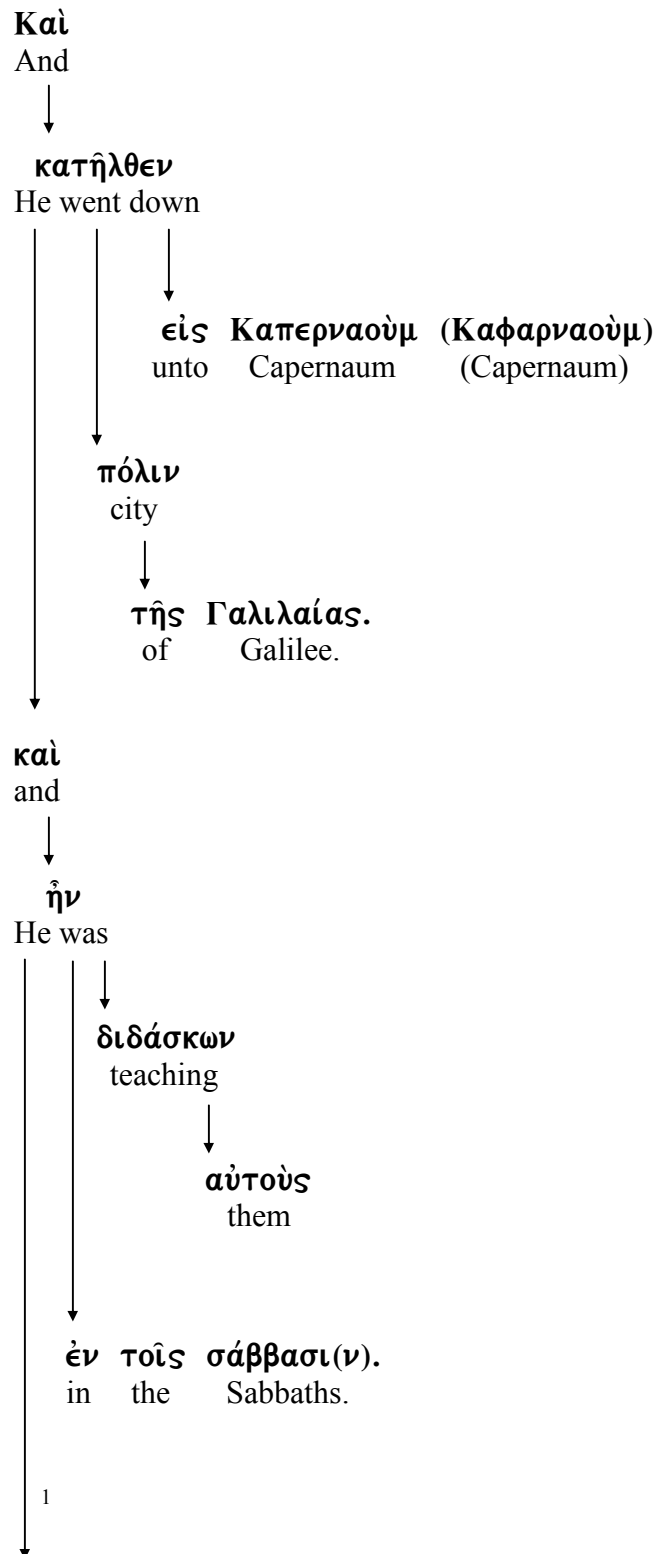 Καὶ
And
κατῆλθεν
He went down
εἰς Καπερναοὺμ (Καφαρναοὺμ)
unto Capernaum (Capernaum)
πόλιν
city
τῆς Γαλιλαίας.
of Galilee.
καὶ
and
ἦν
He was
διδάσκων
teaching
αὐτοὺς
them
ἐν τοῖς σάββασι(ν).
in the Sabbaths.
1